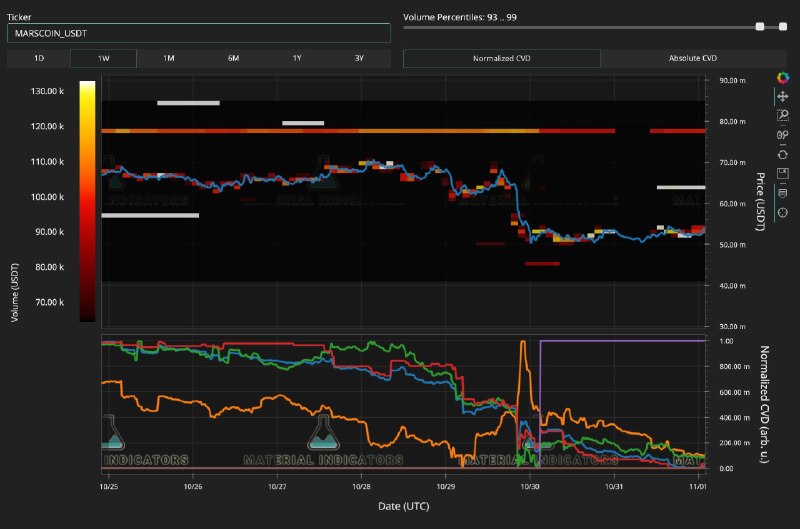 Ticker
Volume Percentiles: 93 .. 99
MARSCOIN_USDT
1D 1W 1M 6M 1Y 3Y
Normalized CVD Absolute CVD
130.00 k
120.00 k
110.00 k
100.00 k
90.00 k
80.00 k
70.00 k
Volume (USDT)
90.00 m
80.00 m
70.00 m
60.00 m
50.00 m
40.00 m
30.00 m
Price (USDT)
MATERIAL INDICATORS
1.00
800.00 m
600.00 m
400.00 m
200.00 m
0.00
Normalized CVD (arb. u.)
INDICATORS
MATERIAL INDICATORS
MATERIAL INDICATORS
10/25 10/26 10/27 10/28 10/29 10/30 10/31 11/01
Date (UTC)